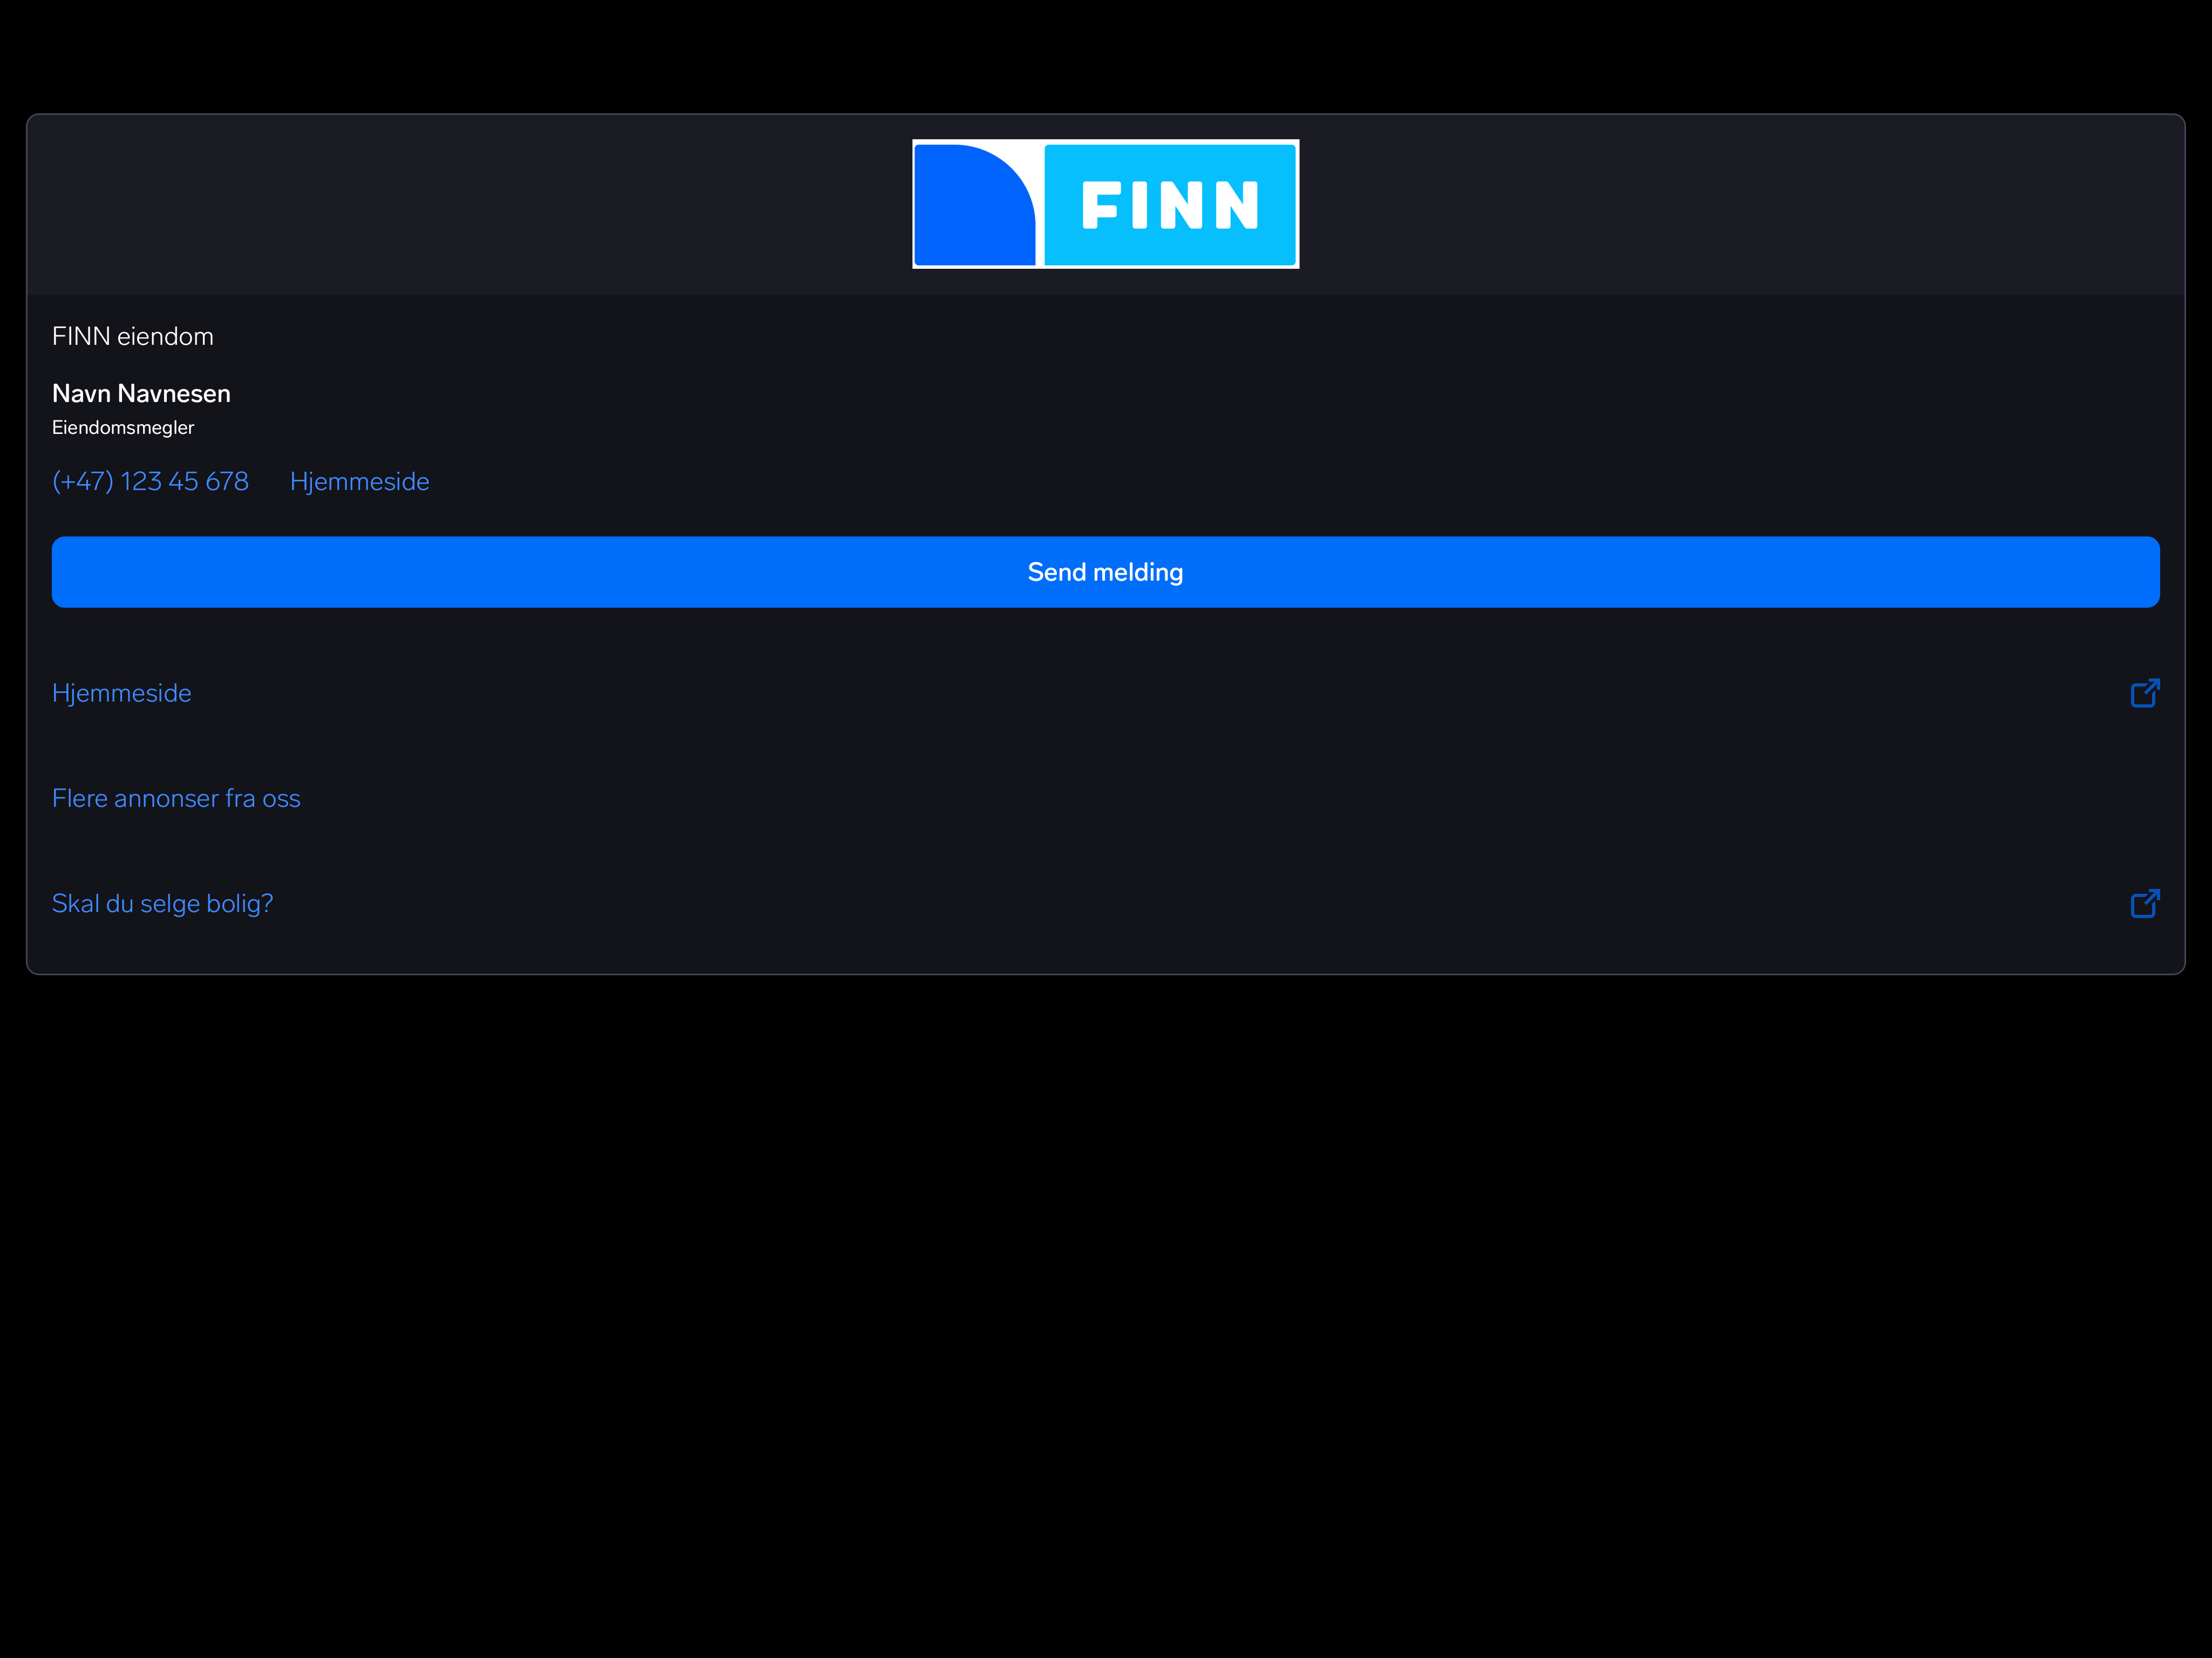 FINN
FINN eiendom
Navn Navnesen
Eiendomsmegler
(+47) 123 45 678 Hjemmeside
Send melding
Hjemmeside
Flere annonser fra oss
Skal du selge bolig?